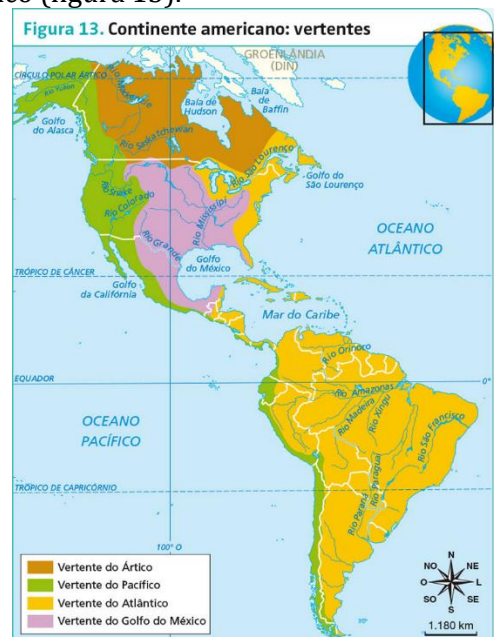 ico (figura 13).
Figura 13. Continente americano: vertentes
GROENLÂNDIA
(DIN)
CÍRCULO POLAR ÁRTICO
Rio Yukon
Rio Mackenzie
Baía de
Hudson
Baía
de
Baffin
Golfo
do Alasca
Rio Saskatchewan
Rio São Lourenço
Golfo do
São Lourenço
Rio Snake
Rio Colorado
Rio Mississípi
Rio Grande
OCEANO
ATLÂNTICO
Golfo
do México
TRÓPICO DE CÂNCER
Golfo
da Califórnia
Mar do Caribe
Rio Orinoro
EQUADOR
0°
Rio Amazonas
Rio Madeira
Rio Xingu
Rio São Francisco
OCEANO
PACÍFICO
Rio Paraguai
Rio Paraná
TRÓPICO DE CAPRICÓRNIO
100° O
Vertente do Ártico
Vertente do Pacífico
Vertente do Atlântico
Vertente do Golfo do México
N
NO
NE
O
L
SO
SE
S
1.180 km